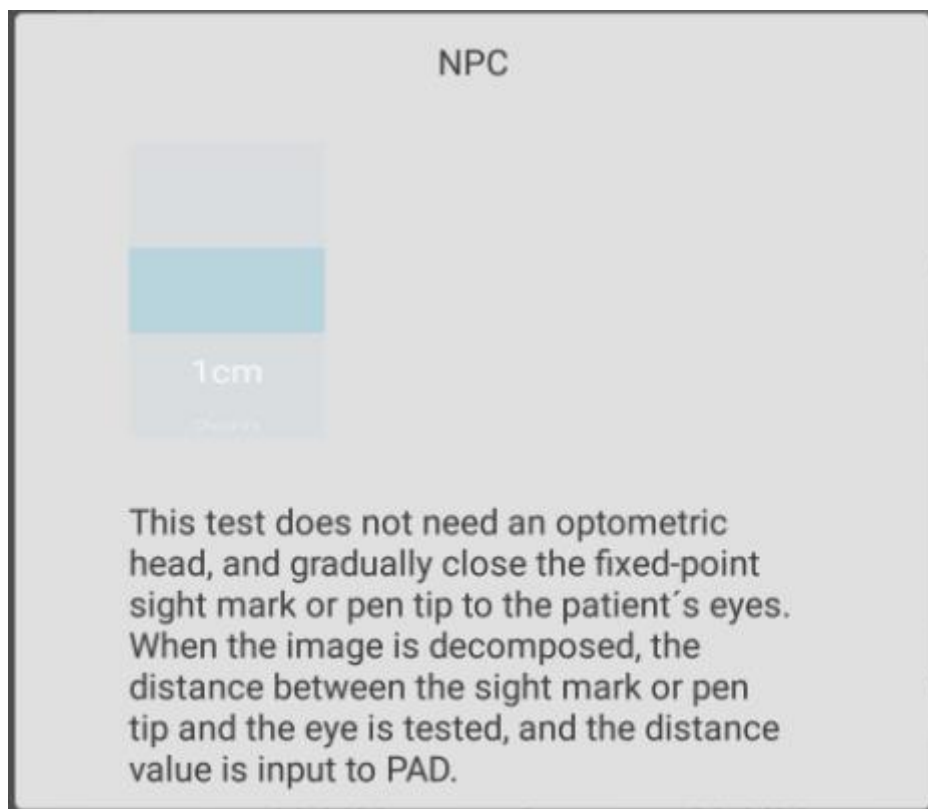 NPC
1cm
This test does not need an optometric
head, and gradually close the fixed-point
sight mark or pen tip to the patient´s eyes.
When the image is decomposed, the
distance between the sight mark or pen
tip and the eye is tested, and the distance
value is input to PAD.